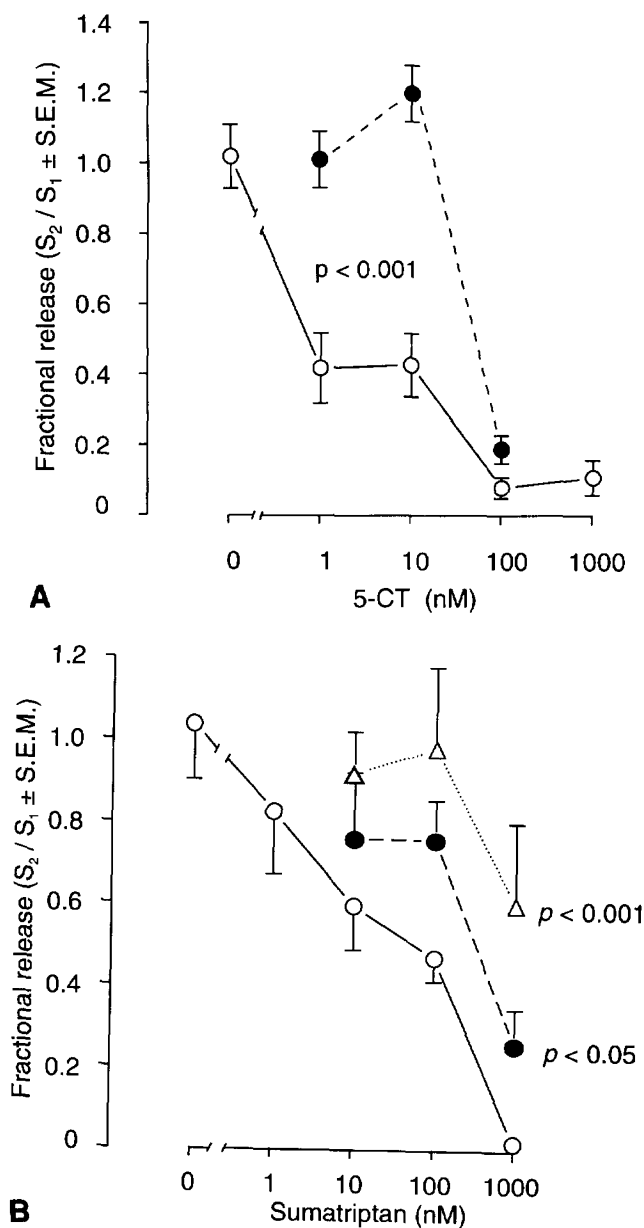 Fractional release (S₂ / S₁ ± S.E.M.)
1.4
1.2
1.0
0.8
0.6
0.4
0.2
0
p < 0.001
0 1 10 100 1000
5-CT (nM)
A
Fractional release (S₂ / S₁ ± S.E.M.)
1.2
1.0
0.8
0.6
0.4
0.2
0
p < 0.001
p < 0.05
0 1 10 100 1000
Sumatriptan (nM)
B